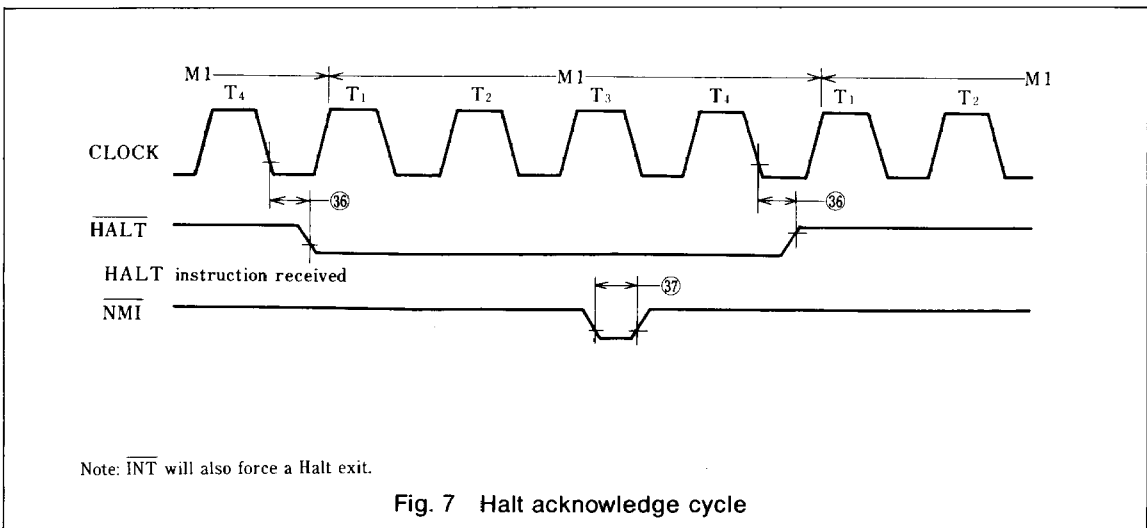 M1 M1 M1
T4 T1 T2 T3 T4 T1 T2
CLOCK
㊱ ㊱
HALT
HALT instruction received
㊲
NMI
Note: INT will also force a Halt exit.
Fig. 7 Halt acknowledge cycle